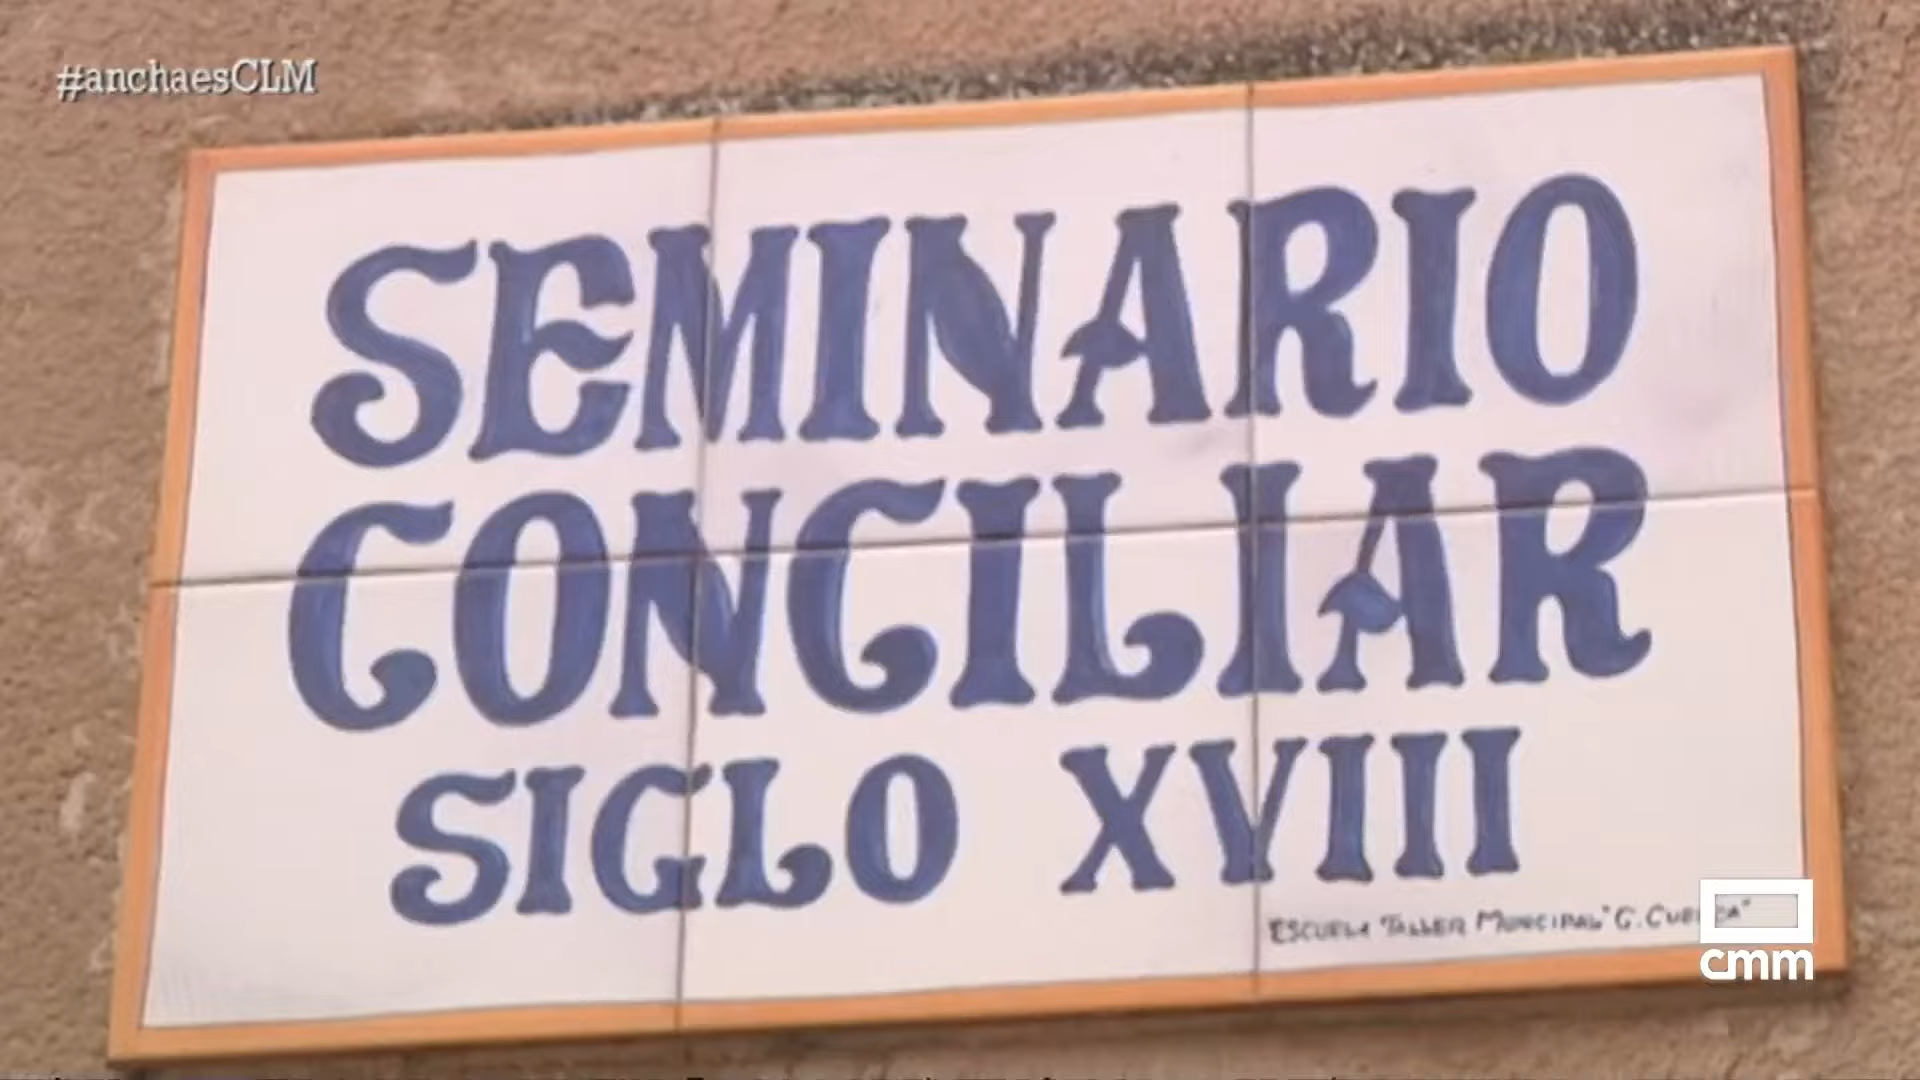 #anchaesCLM
SEMINARIO
CONCILIAR
SIGLO XVIII
ESCUELA TALLER MUNICIPAL "G.
cmm